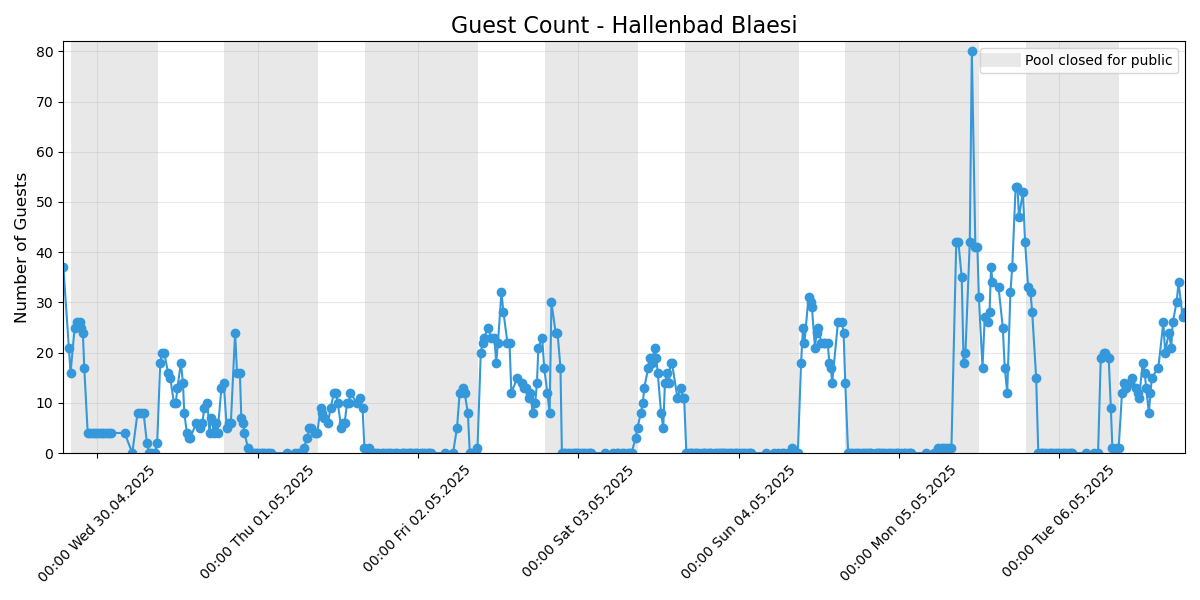 Guest Count - Hallenbad Blaesi
Pool closed for public
Number of Guests
80
70
60
50
40
30
20
10
0
00:00 Wed 30.04.2025
00:00 Thu 01.05.2025
00:00 Fri 02.05.2025
00:00 Sat 03.05.2025
00:00 Sun 04.05.2025
00:00 Mon 05.05.2025
00:00 Tue 06.05.2025